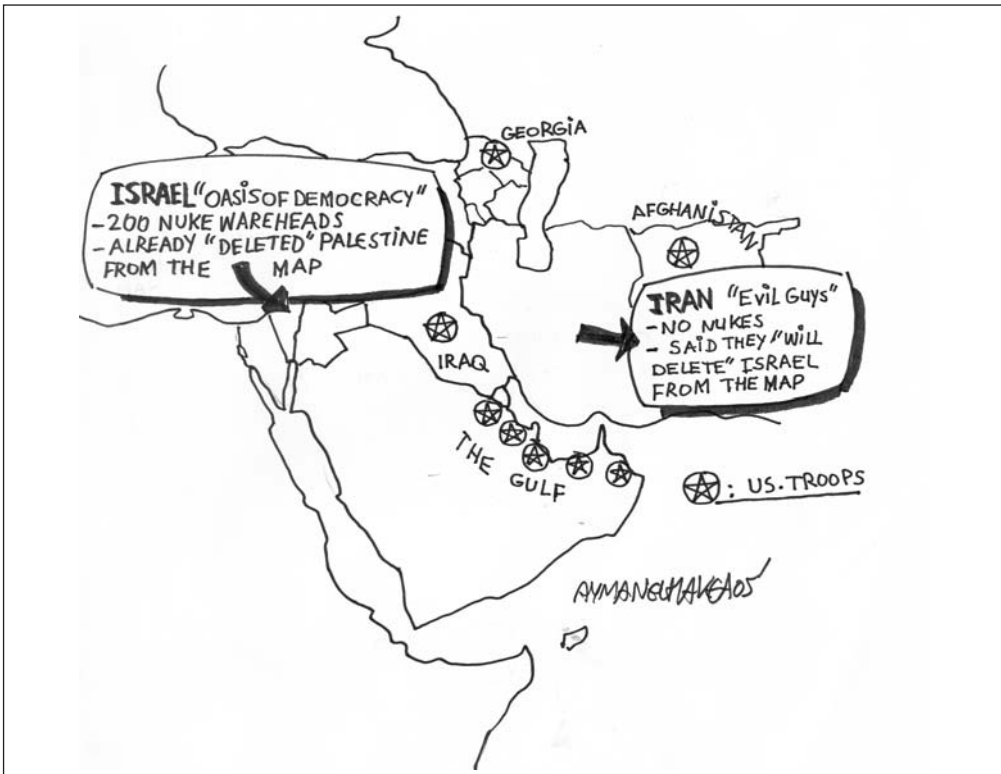 GEORGIA
ISRAEL "OASIS OF DEMOCRACY"
- 200 NUKE WAREHEADS
- ALREADY "DELETED" PALESTINE
FROM THE MAP
AFGHANISTAN
IRAN "EVIL GUYS"
- NO NUKES
- SAID THEY "WILL
DELETE" ISRAEL
FROM THE MAP
IRAQ
THE GULF
: US. TROOPS